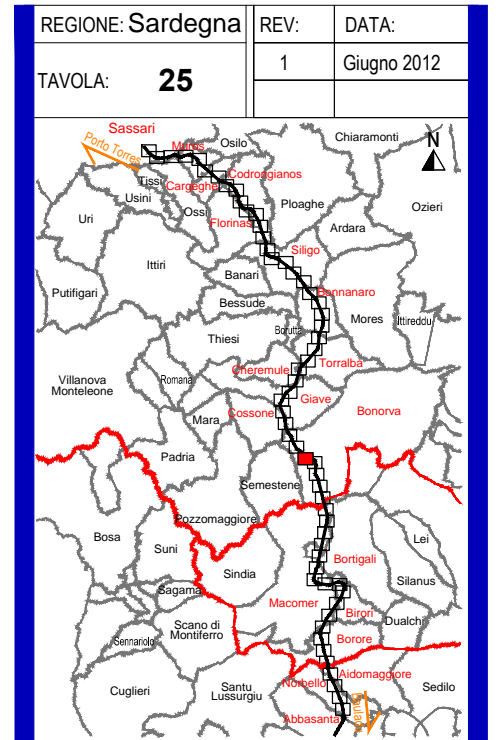 REGIONE: Sardegna
REV:
DATA:
TAVOLA: 25
1
Giugno 2012
Sassari
Porto Torres
Muros
Osilo
Chiaramonti
N
Tissi
Cargeghe
Codrongianos
Usini
Ossi
Ploaghe
Ozieri
Uri
Florinas
Ardara
Ittiri
Siligo
Banari
Putifigari
Bessude
Bonnanaro
Mores
Ittireddu
Thiesi
Borutta
Cheremule
Torralba
Villanova
Monteleone
Romana
Giave
Cossone
Bonorva
Mara
Padria
Semestene
Pozzomaggiore
Bosa
Suni
Lei
Bortigali
Sindia
Silanus
Sagama
Macomer
Birori
Dualchi
Scano di
Montiferro
Sennariolo
Borore
Aidomaggiore
Norbello
Cuglieri
Santu
Lussurgiu
Sedilo
Abbasanta